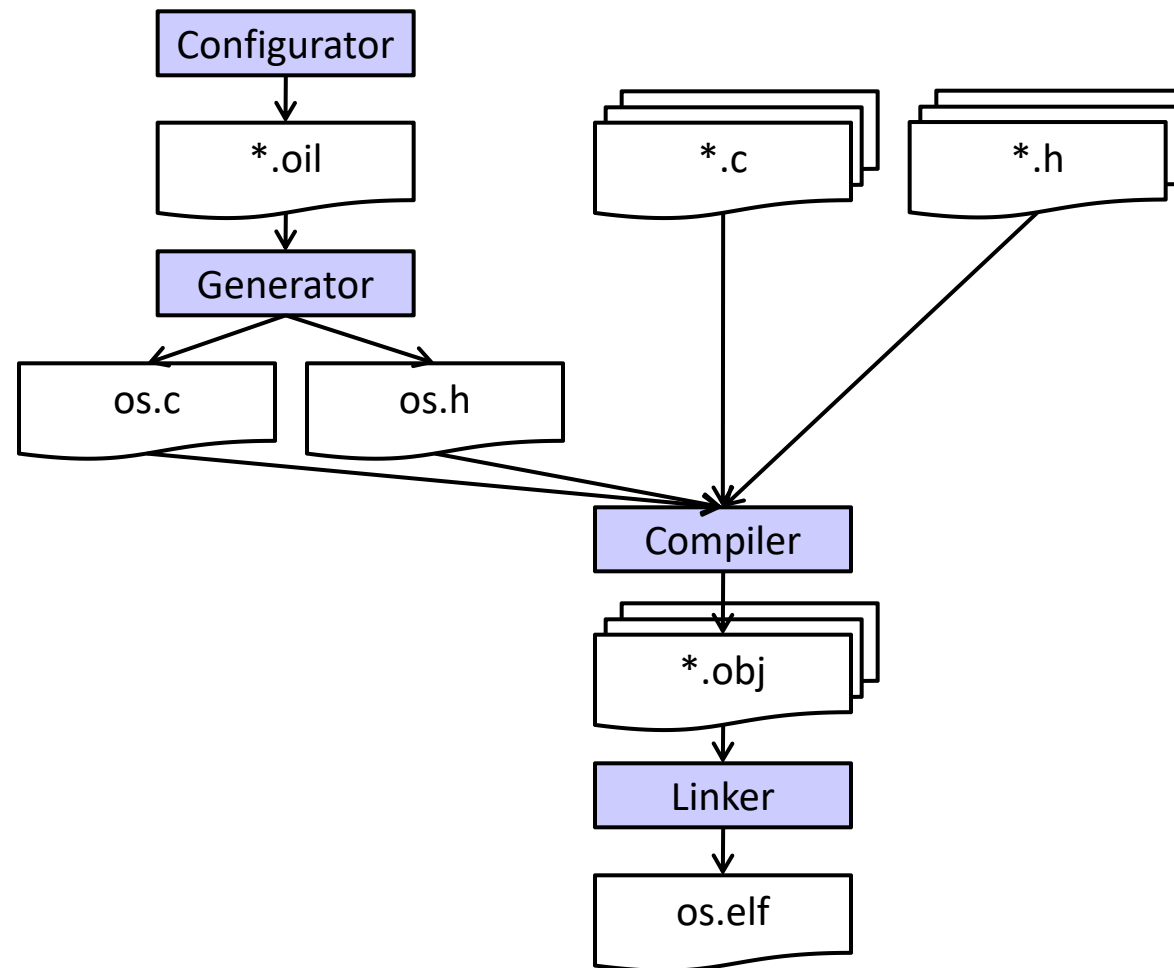 Configurator
*.oil
*.c
*.h
Generator
os.c
os.h
Compiler
*.obj
Linker
os.elf